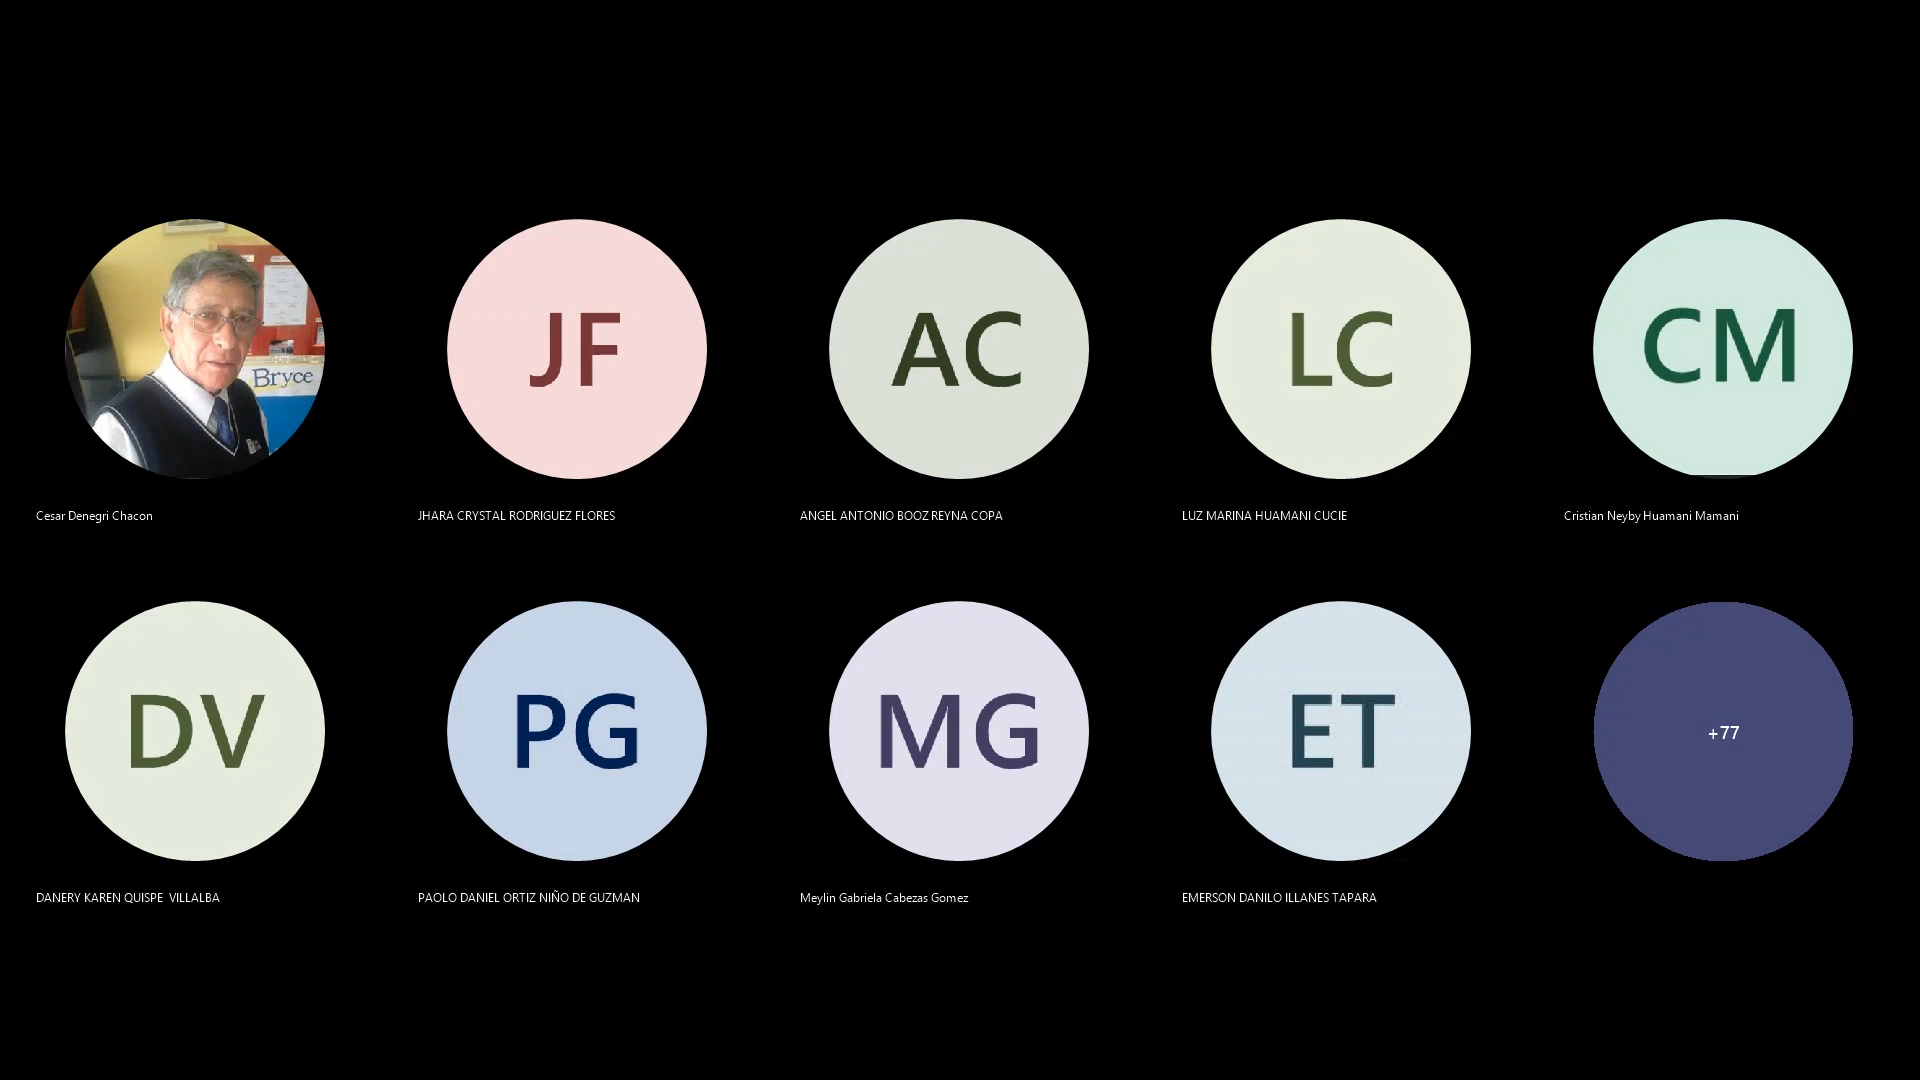 Bryce
JF
AC
LC
CM
Cesar Denegri Chacon
JHARA CRYSTAL RODRIGUEZ FLORES
ANGEL ANTONIO BOOZ REYNA COPA
LUZ MARINA HUAMANI CUCIE
Cristian Neyby Huamani Mamani
DV
PG
MG
ET
+77
DANERY KAREN QUISPE  VILLALBA
PAOLO DANIEL ORTIZ NIÑO DE GUZMAN
Meylin Gabriela Cabezas Gomez
EMERSON DANILO ILLANES TAPARA